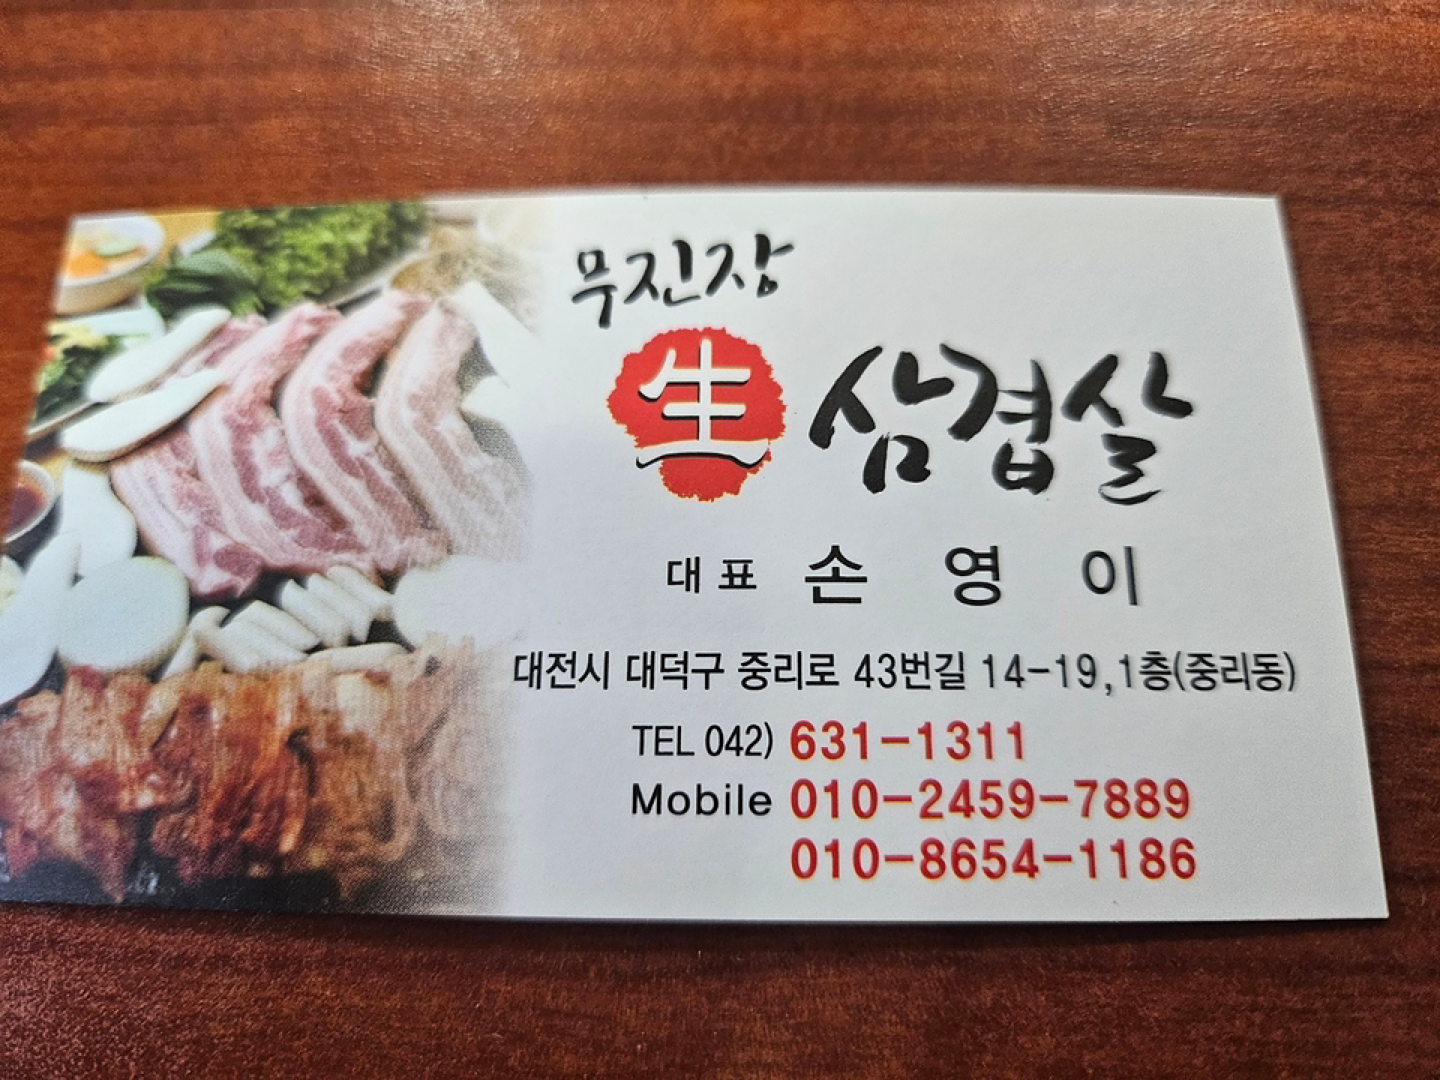 무진장
生 삼겹살
대표 손영이
대전시 대덕구 중리로 43번길 14-19,1층(중리동)
TEL 042) 631-1311
Mobile 010-2459-7889
010-8654-1186